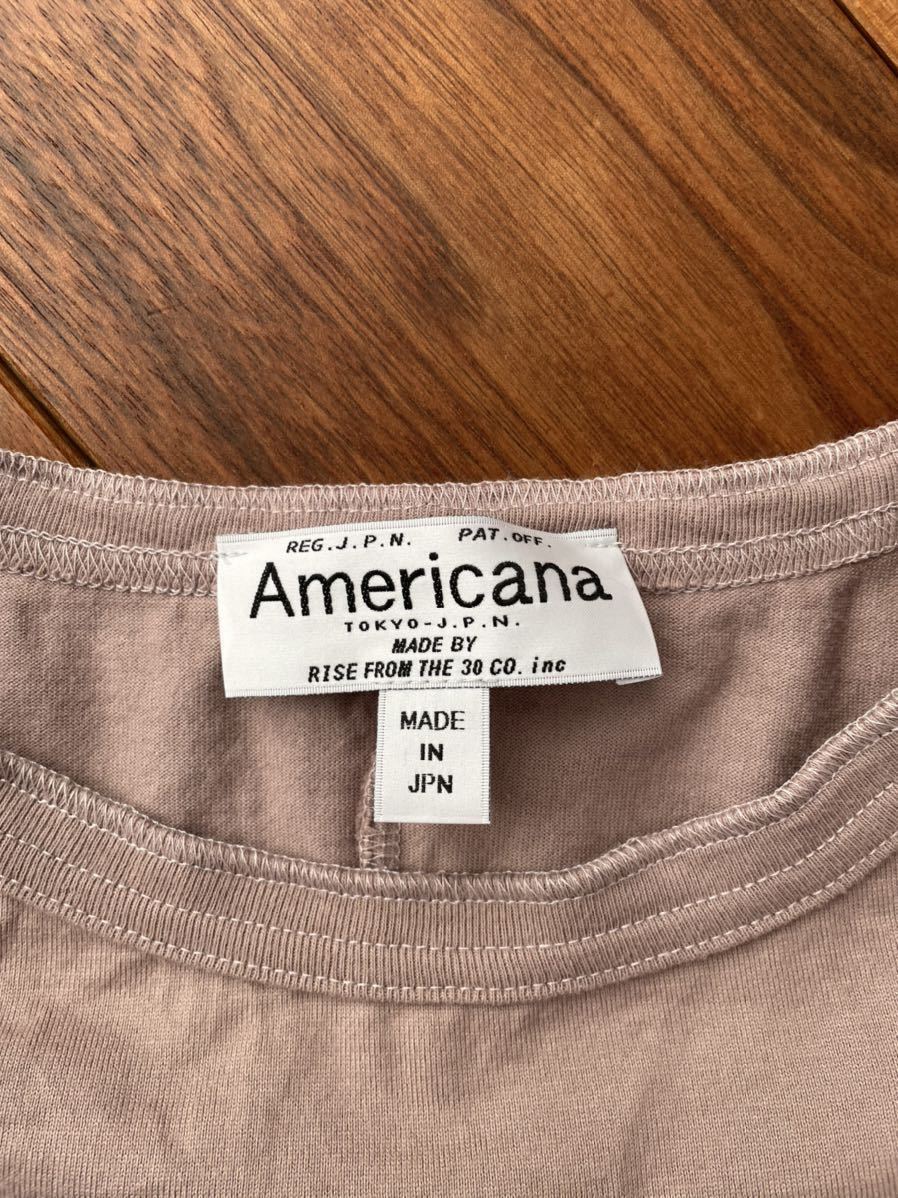 REG.J.P.N. PAT.OFF.
Americana
TOKYO-J.P.N.
MADE BY
RISE FROM THE 30 CO. inc
MADE
IN
JPN